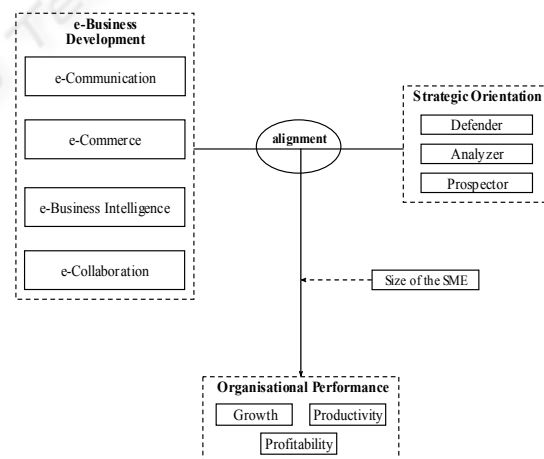 e-Business
Development
e-Communication
e-Commerce
e-Business Intelligence
e-Collaboration
alignment
Strategic Orientation
Defender
Analyzer
Prospector
Size of the SME
Organisational Performance
Growth Productivity
Profitability